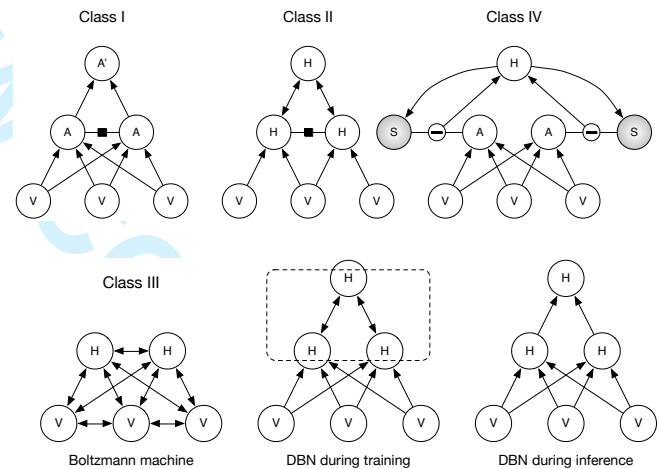 Class I
Class II
Class IV
A'
H
H
A
A
H
H
S
A
A
S
V
V
V
V
V
V
V
V
V
Class III
H
H
H
H
H
H
H
H
V
V
V
V
V
V
V
V
V
Boltzmann machine
DBN during training
DBN during inference